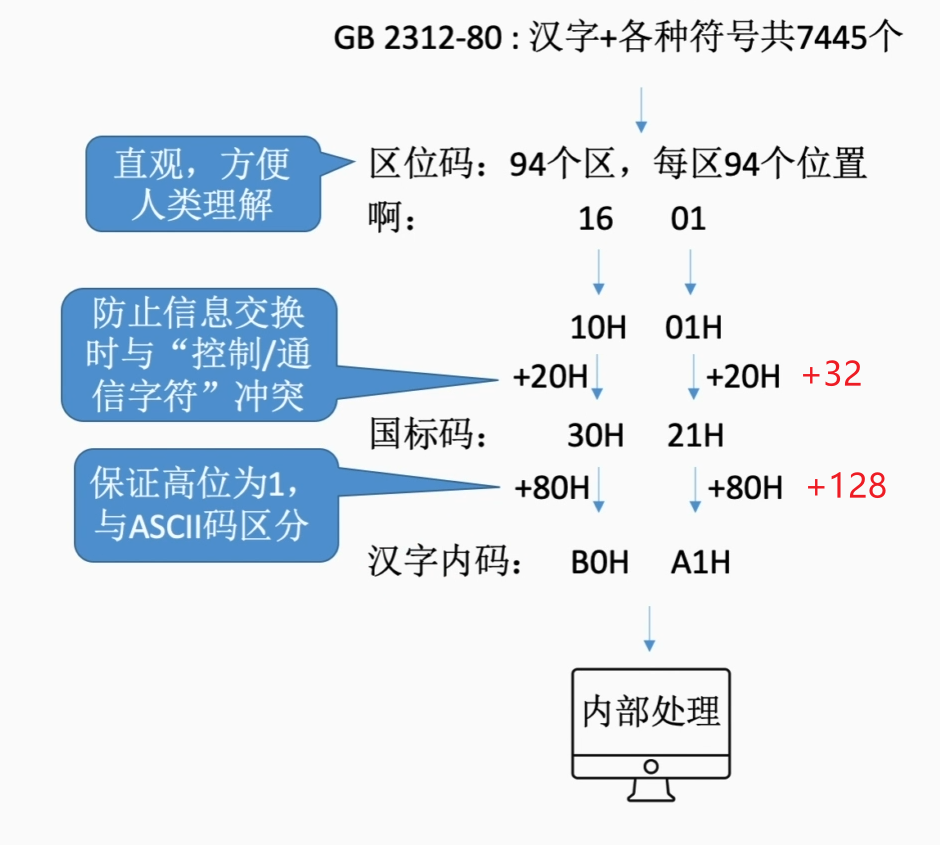 GB 2312-80 : 汉字+各种符号共7445个
直观，方便
人类理解
区位码：94个区，每区94个位置
啊： 16 01
防止信息交换
时与“控制/通
信字符”冲突
10H 01H
+20H +20H +32
国标码： 30H 21H
保证高位为1，
与ASCII码区分
+80H +80H +128
汉字内码： B0H A1H
内部处理